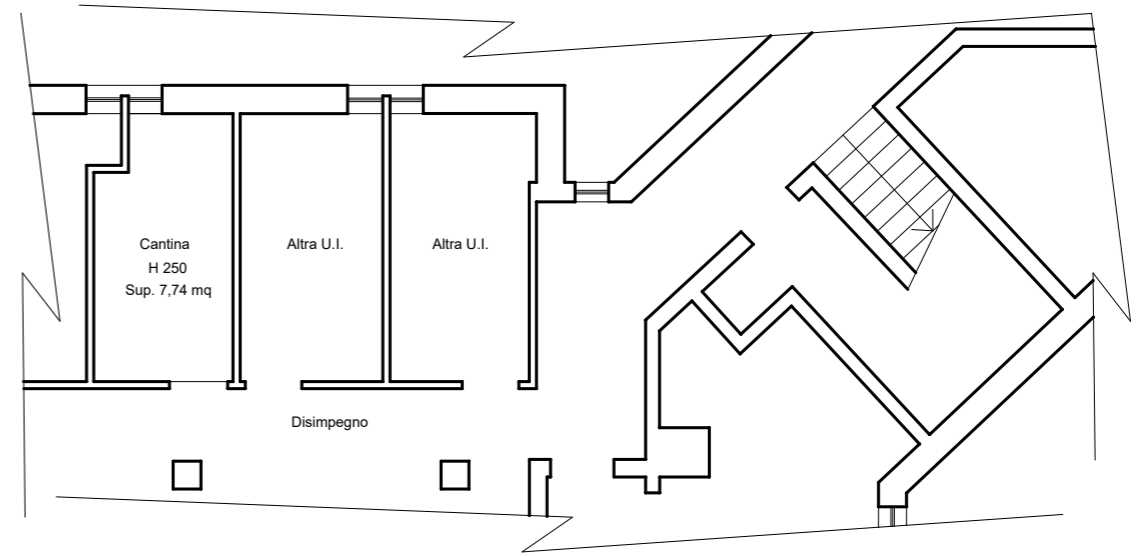 Cantina
H 250
Sup. 7,74 mq
Altra U.I.
Altra U.I.
Disimpegno